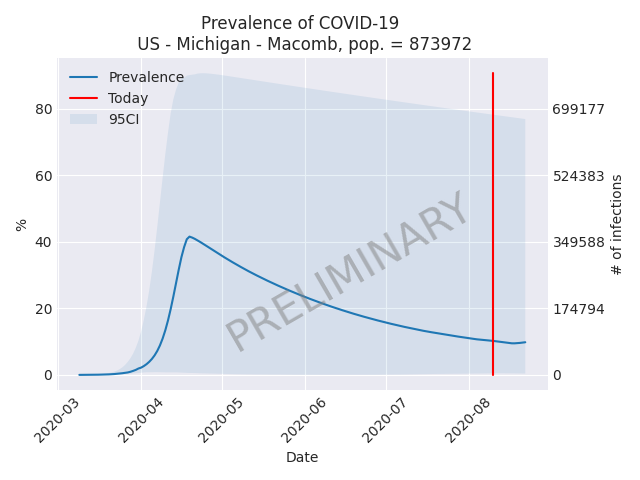 Prevalence of COVID-19
US - Michigan - Macomb, pop. = 873972
Prevalence
Today
95CI
PRELIMINARY
%
80
60
40
20
0
699177
524383
349588
174794
0
# of infections
2020-03
2020-04
2020-05
2020-06
2020-07
2020-08
Date